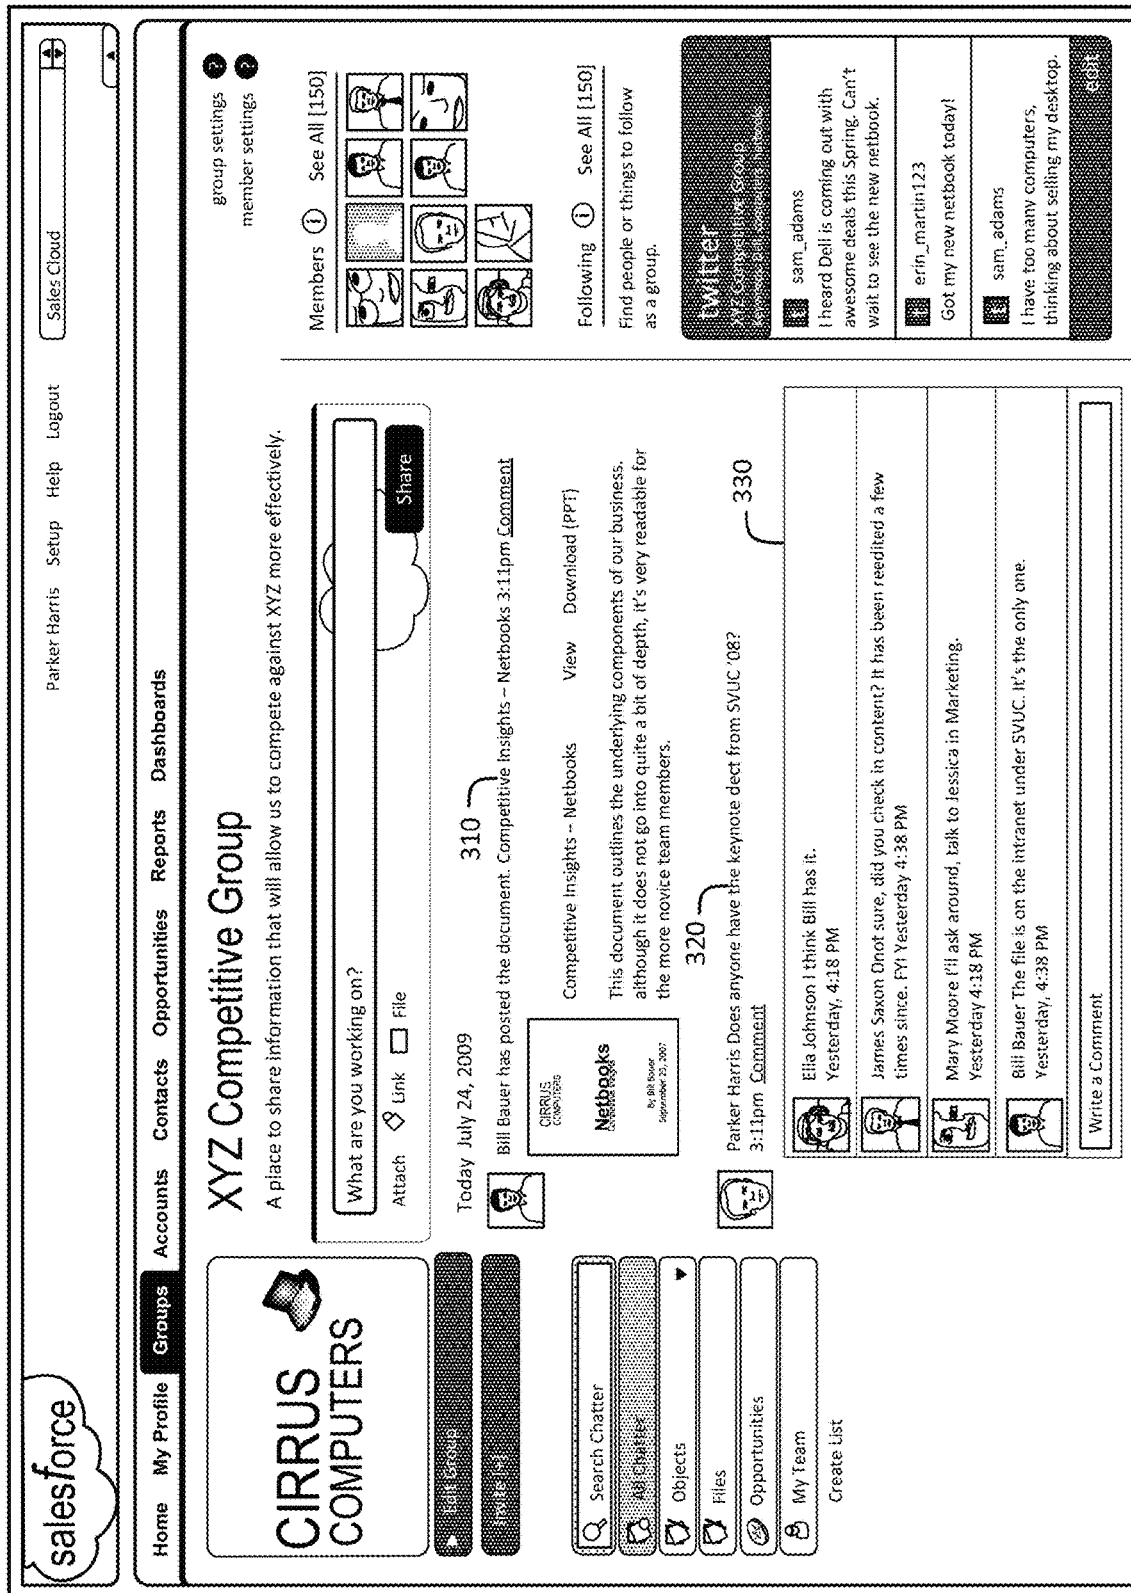 salesforce
Parker Harris Setup Help Logout
Sales Cloud
Home My Profile Groups Accounts Contacts Opportunities Reports Dashboards
CIRRUS
COMPUTERS
Edit Group
Search Chatter
All Chatter
Objects
Files
Opportunities
My Team
Create List
XYZ Competitive Group
A place to share information that will allow us to compete against XYZ more effectively.
What are you working on?
Attach Link File
Share
Today July 24, 2009
310
Bill Bauer has posted the document. Competitive Insights – Netbooks 3:11pm Comment
CIRRUS
COMPUTERS
Netbooks
By Bill Bauer
September 29, 2007
Competitive Insights – Netbooks View Download (PPT)
This document outlines the underlying components of our business.
although it does not go into quite a bit of depth, it's very readable for
the more novice team members.
320
Parker Harris Does anyone have the keynote dect from SVUC '08?
3:11pm Comment
330
Ella Johnson I think Bill has it.
Yesterday, 4:18 PM
James Saxon Dnot sure, did you check in content? It has been reedited a few
times since. FYI Yesterday 4:38 PM
Mary Moore I'll ask around, talk to Jessica in Marketing.
Yesterday 4:18 PM
Bill Bauer The file is on the intranet under SVUC. It's the only one.
Yesterday, 4:38 PM
Write a Comment
group settings ?
member settings ?
Members i See All [150]
Following i See All [150]
Find people or things to follow
as a group.
twitter
t sam_adams
I heard Dell is coming out with
awesome deals this Spring. Can't
wait to see the new netbook.
t erin_martin123
Got my new netbook today!
t sam_adams
I have too many computers,
thinking about selling my desktop.